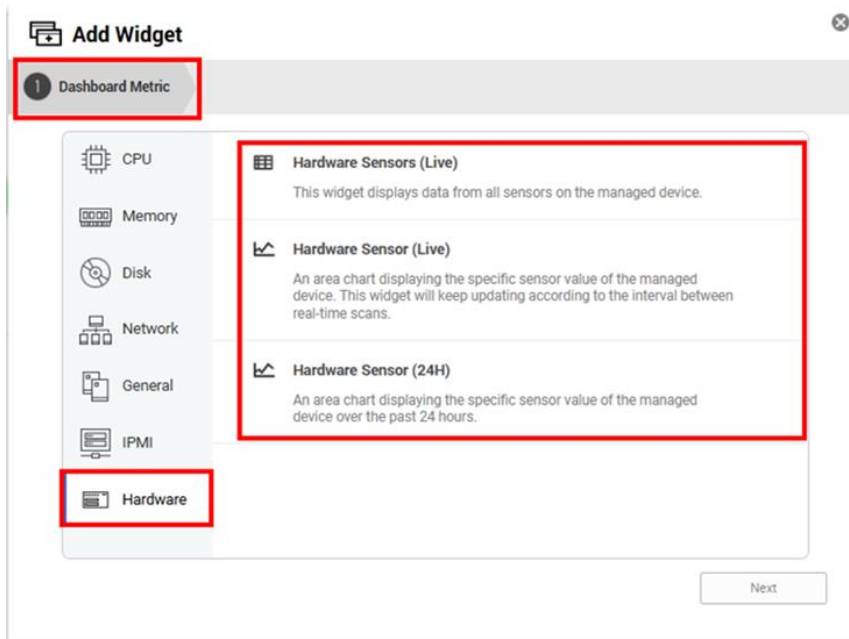 Add Widget
1 Dashboard Metric
CPU
Memory
Disk
Network
General
IPMI
Hardware
Hardware Sensors (Live)
This widget displays data from all sensors on the managed device.
Hardware Sensor (Live)
An area chart displaying the specific sensor value of the managed
device. This widget will keep updating according to the interval between
real-time scans.
Hardware Sensor (24H)
An area chart displaying the specific sensor value of the managed
device over the past 24 hours.
Next